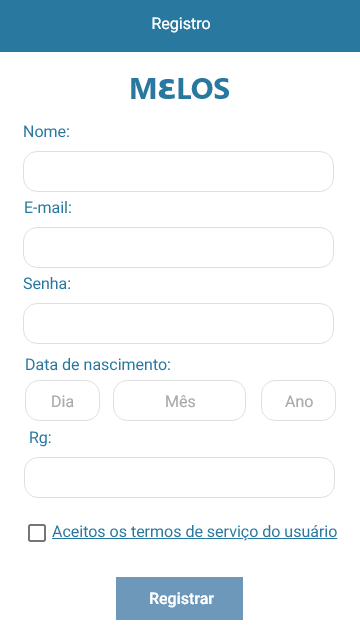 Registro
MɛLOS
Nome:
E-mail:
Senha:
Data de nascimento:
Dia Mês Ano
Rg:
Aceitos os termos de serviço do usuário
Registrar